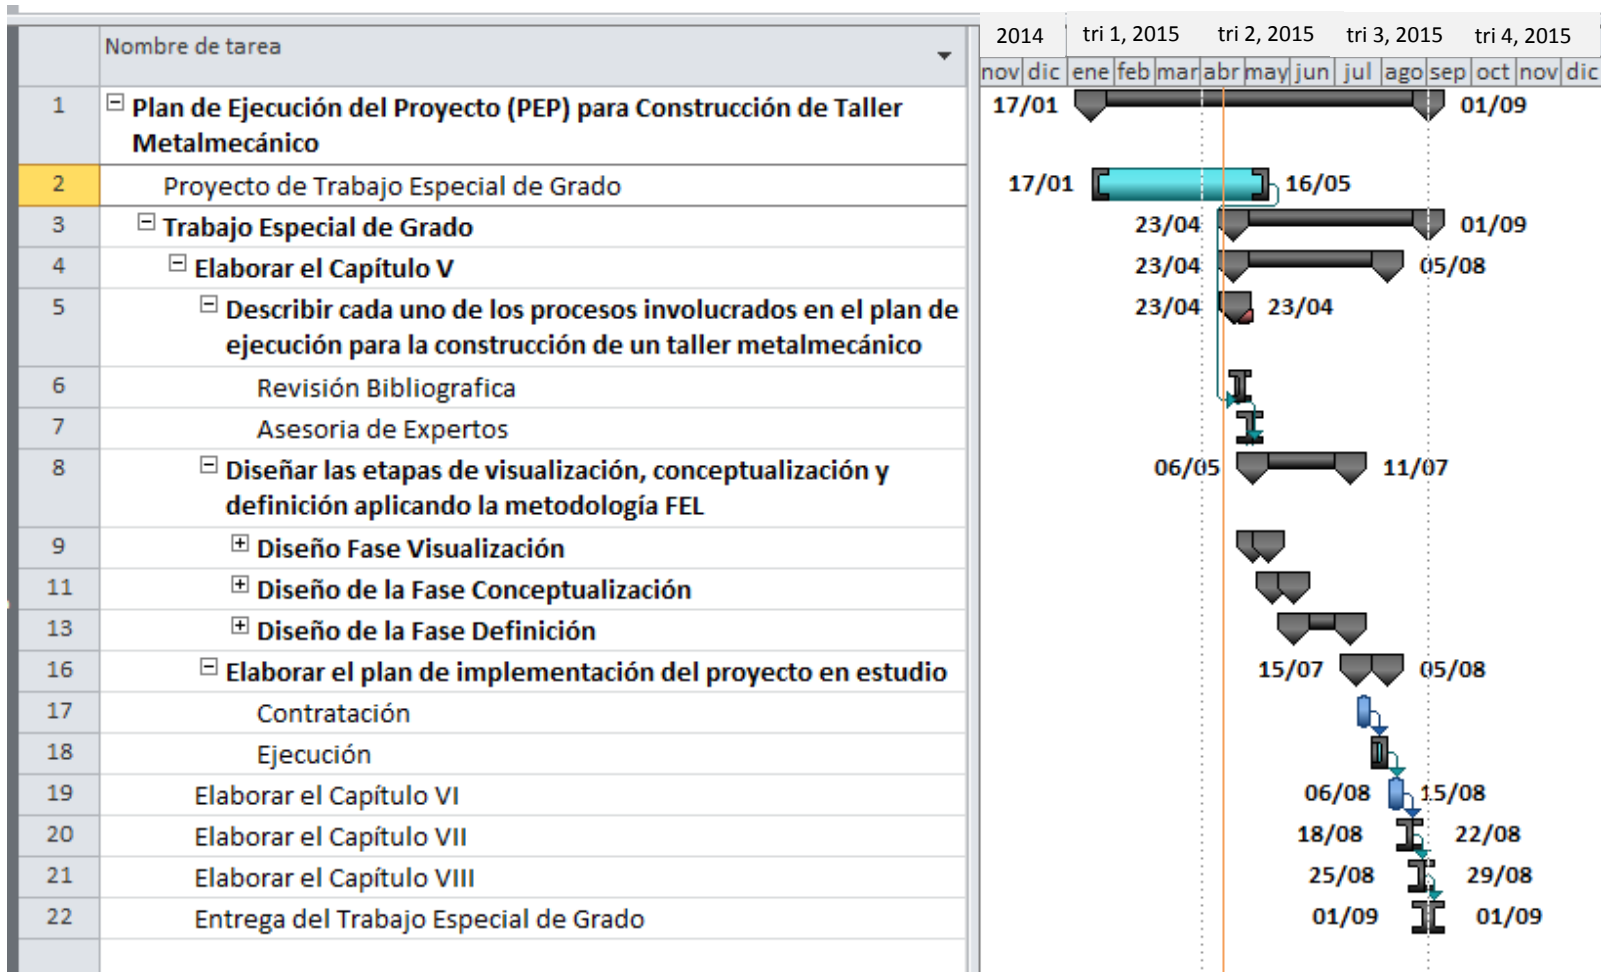 Nombre de tarea
2014 tri 1, 2015 tri 2, 2015 tri 3, 2015 tri 4, 2015
nov dic ene feb mar abr may jun jul ago sep oct nov dic
1 Plan de Ejecución del Proyecto (PEP) para Construcción de Taller
Metalmecánico
17/01 01/09
2 Proyecto de Trabajo Especial de Grado 17/01 16/05
3 Trabajo Especial de Grado 23/04 01/09
4 Elaborar el Capítulo V 23/04 05/08
5 Describir cada uno de los procesos involucrados en el plan de
ejecución para la construcción de un taller metalmecánico
23/04 23/04
6 Revisión Bibliografica
7 Asesoria de Expertos
8 Diseñar las etapas de visualización, conceptualización y
definición aplicando la metodología FEL
06/05 11/07
9 Diseño Fase Visualización
11 Diseño de la Fase Conceptualización
13 Diseño de la Fase Definición
16 Elaborar el plan de implementación del proyecto en estudio 15/07 05/08
17 Contratación
18 Ejecución
19 Elaborar el Capítulo VI 06/08 15/08
20 Elaborar el Capítulo VII 18/08 22/08
21 Elaborar el Capítulo VIII 25/08 29/08
22 Entrega del Trabajo Especial de Grado 01/09 01/09